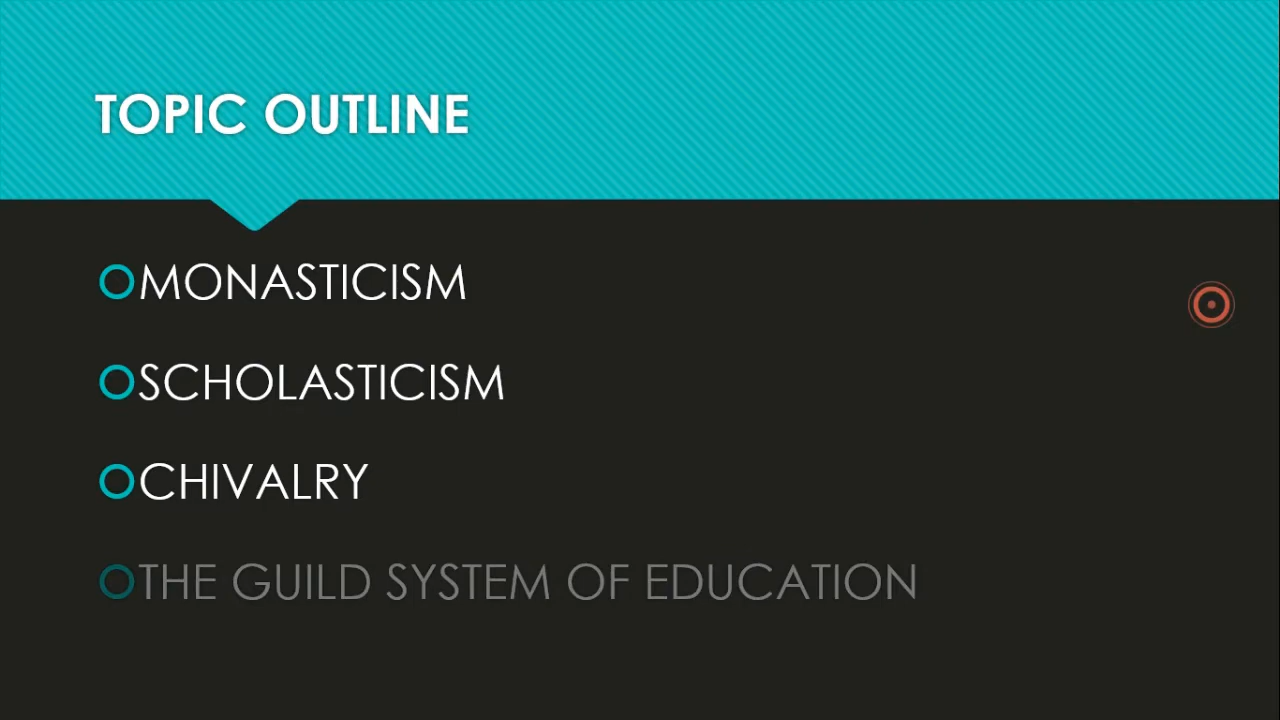 TOPIC OUTLINE
MONASTICISM
SCHOLASTICISM
CHIVALRY
THE GUILD SYSTEM OF EDUCATION